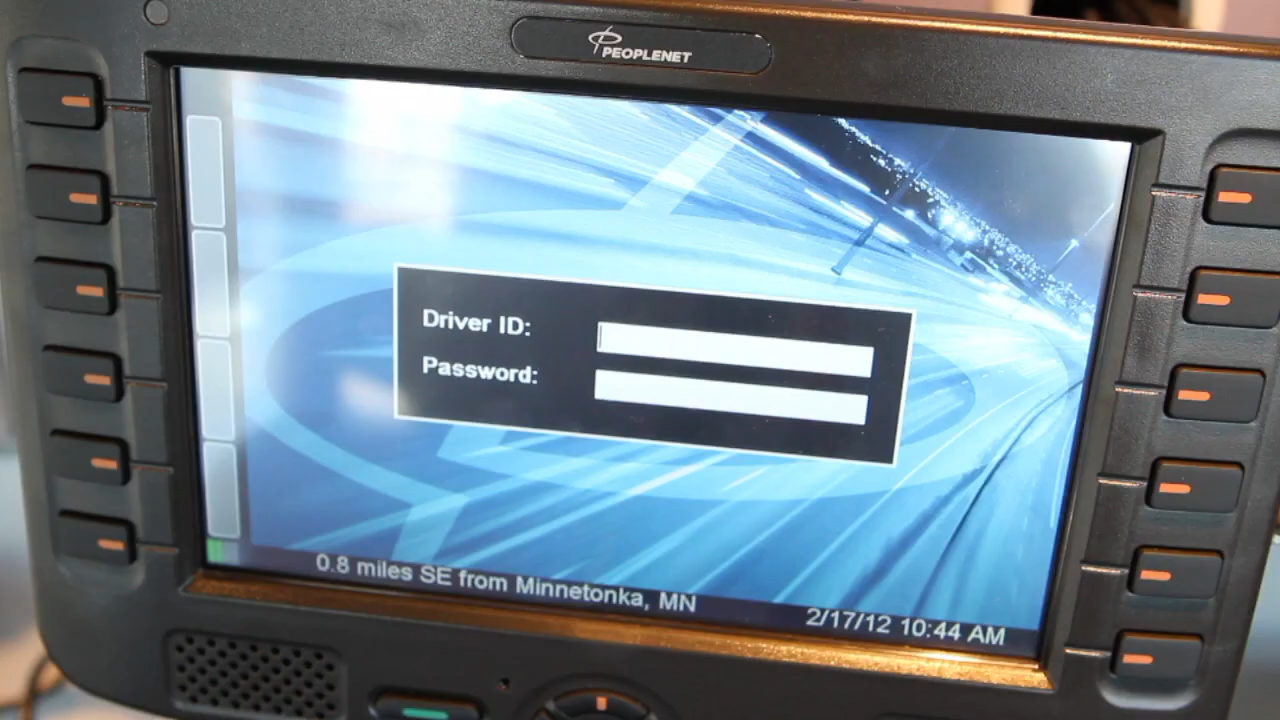 PEOPLENET
Driver ID:
Password:
0.8 miles SE from Minnetonka, MN
2/17/12 10:44 AM